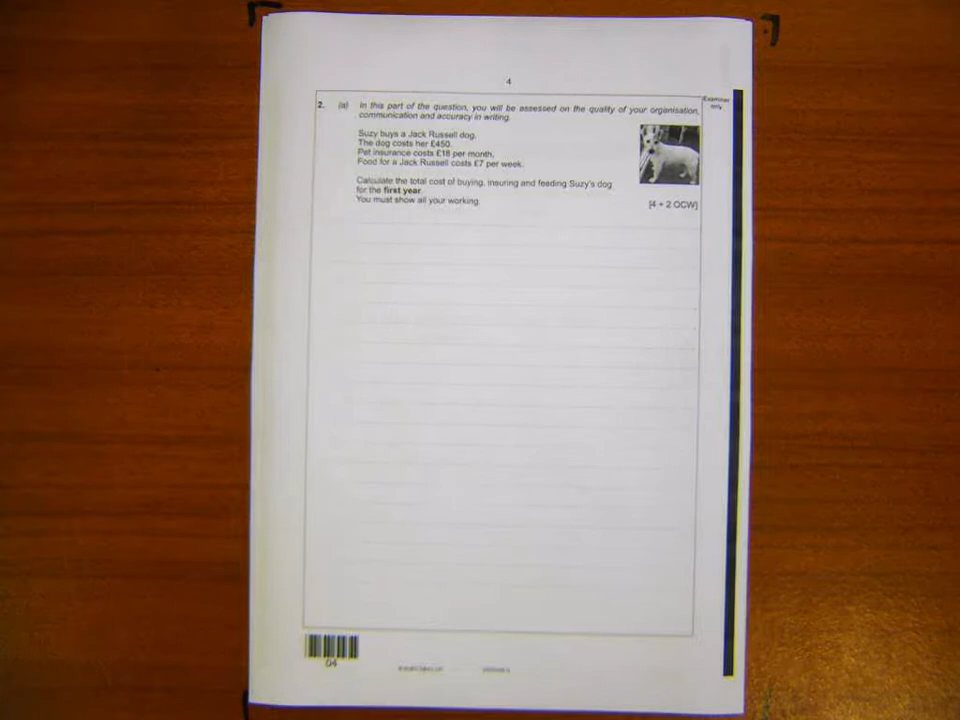 4
Examiner
only
2. (a) In this part of the question, you will be assessed on the quality of your organisation,
communication and accuracy in writing.
Suzy buys a Jack Russell dog.
The dog costs her £450.
Pet insurance costs £18 per month.
Food for a Jack Russell costs £7 per week.
Calculate the total cost of buying, insuring and feeding Suzy's dog
for the first year.
You must show all your working.
[4 + 2 OCW]
04